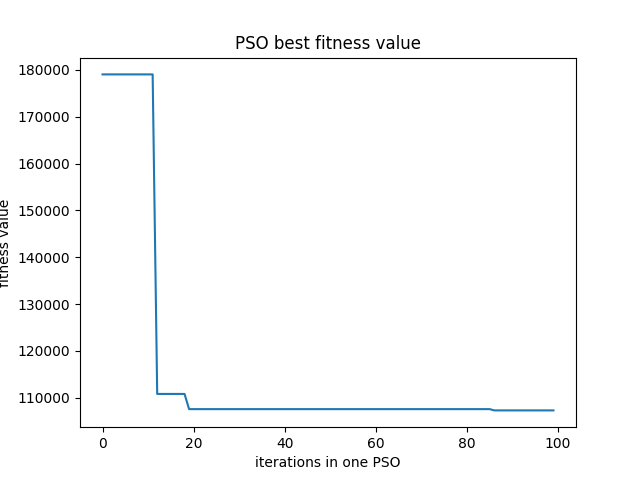 PSO best fitness value
180000
170000
160000
150000
140000
130000
120000
110000
fitness value
0 20 40 60 80 100
iterations in one PSO